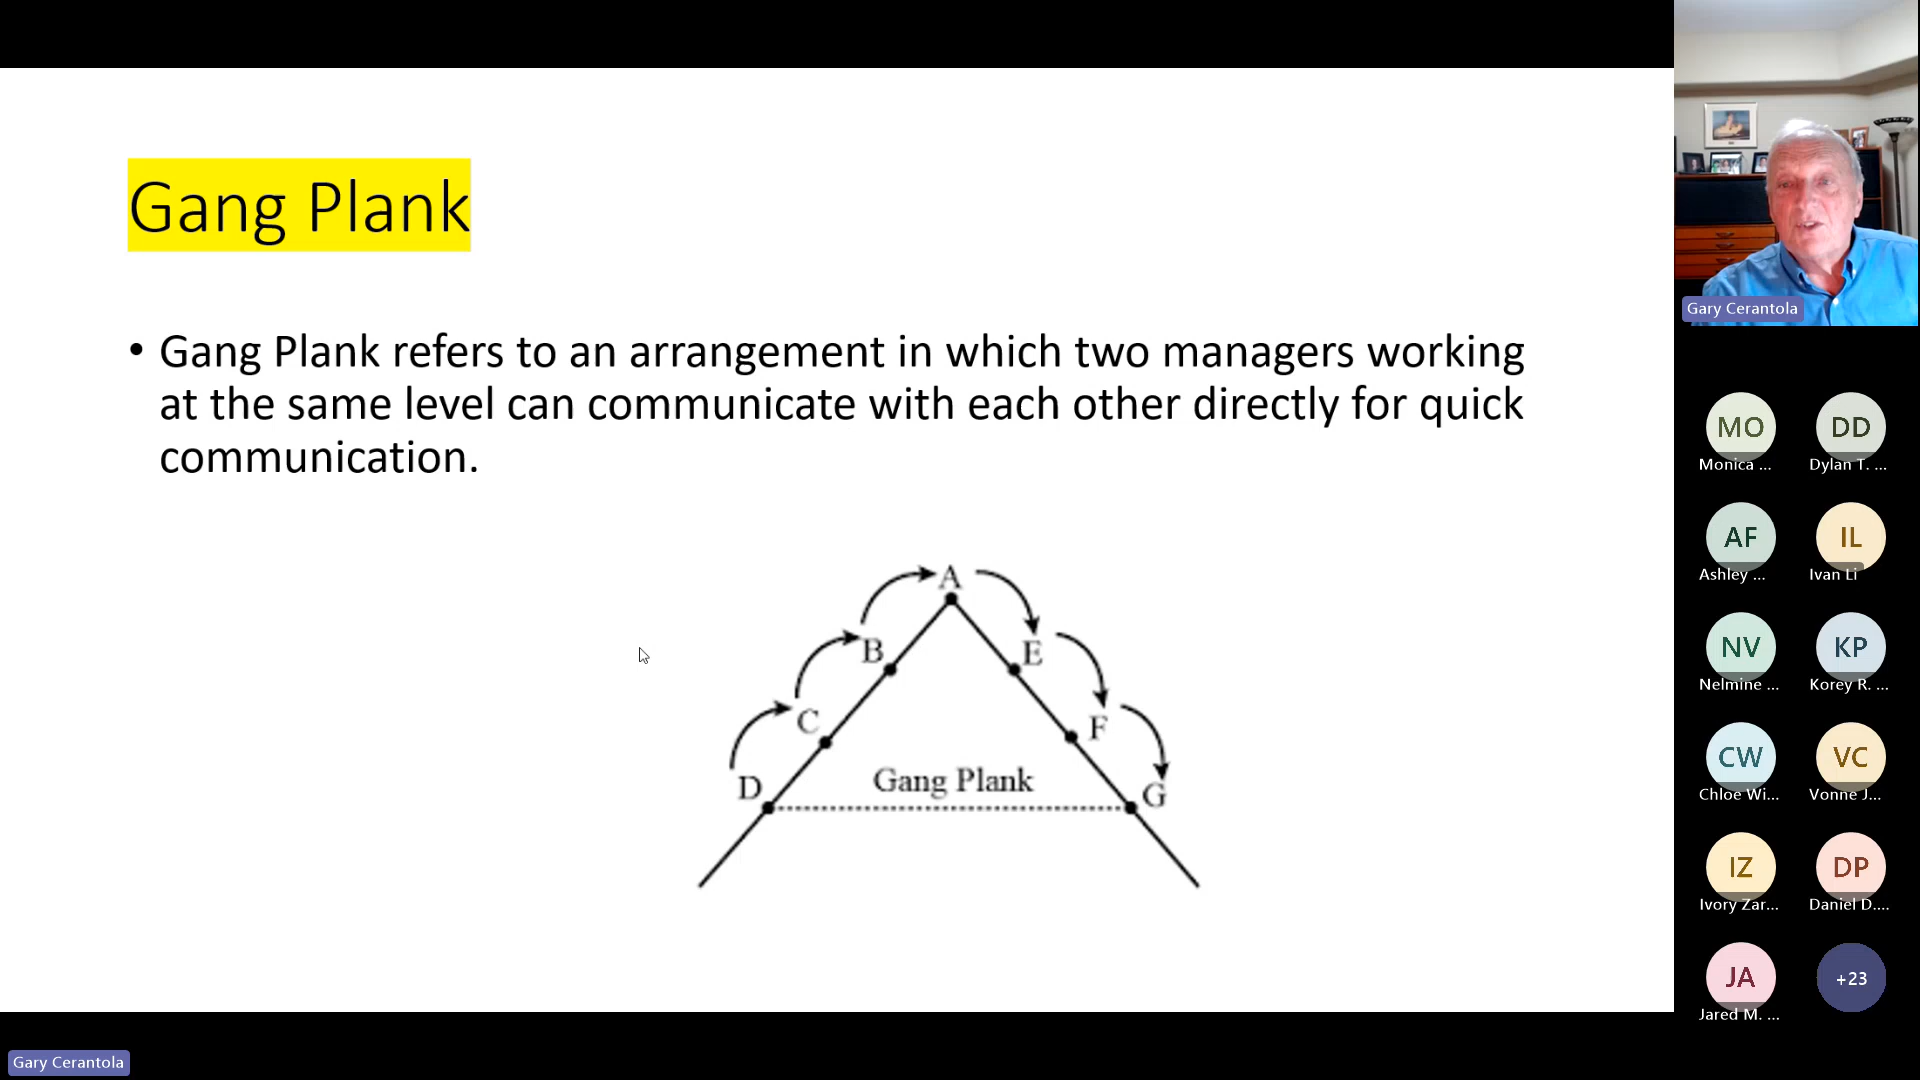 Gang Plank
• Gang Plank refers to an arrangement in which two managers working
at the same level can communicate with each other directly for quick
communication.
A
B
E
C
F
D
Gang Plank
G
Gary Cerantola
MO
DD
Monica ...
Dylan T. ...
AF
IL
Ashley ...
Ivan Li
NV
KP
Nelmine ...
Korey R. ...
CW
VC
Chloe Wi...
Vonne J...
IZ
DP
Ivory Zar...
Daniel D....
JA
+23
Jared M. ...
Gary Cerantola